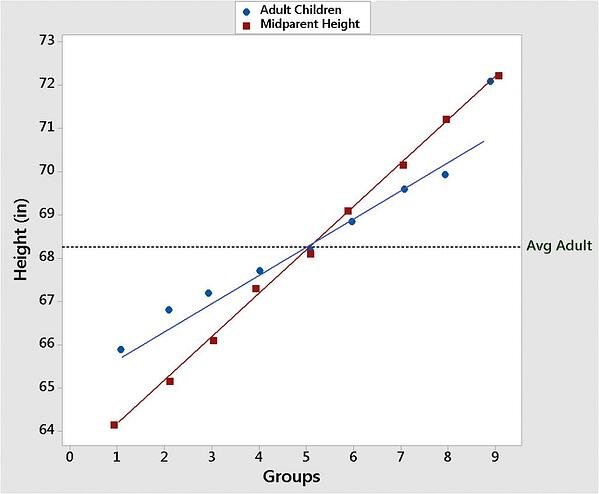 Adult Children
Midparent Height
73
72
71
70
69
68
67
66
65
64
Height (in)
Avg Adult
0 1 2 3 4 5 6 7 8 9
Groups